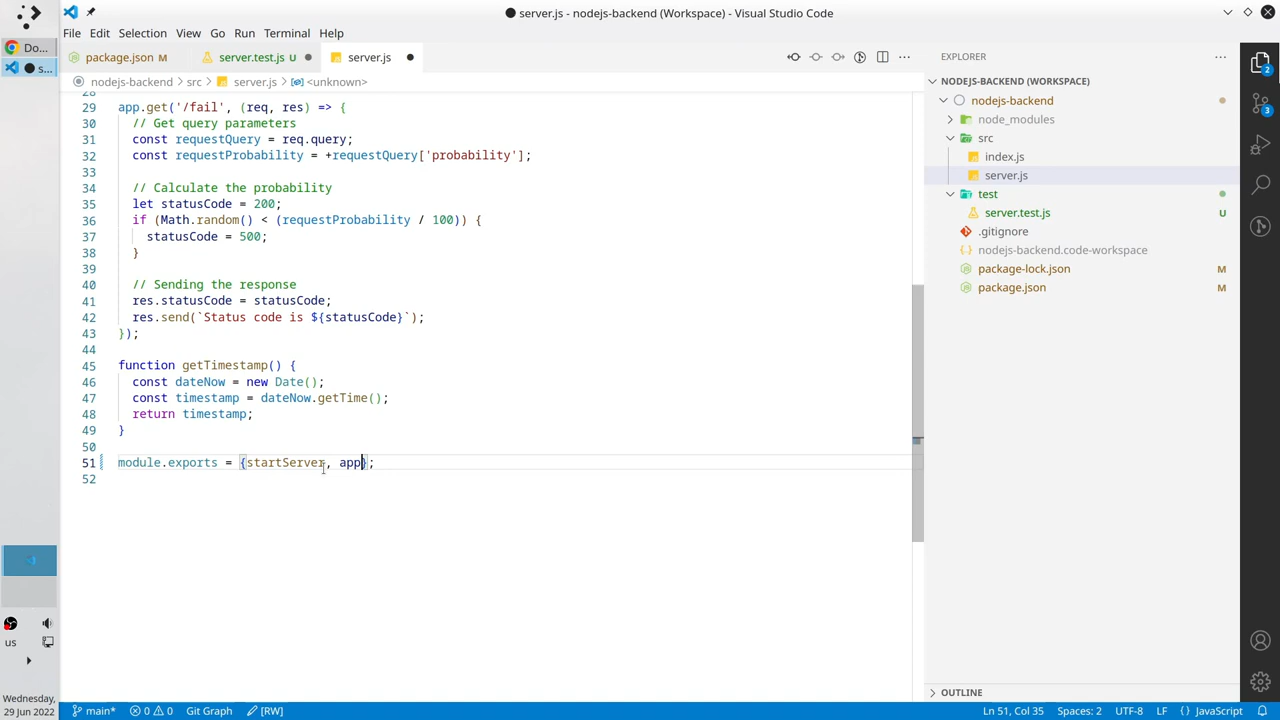 server.js - nodejs-backend (Workspace) - Visual Studio Code
File Edit Selection View Go Run Terminal Help
Do...
s...
package.json M
server.test.js U
server.js
nodejs-backend > src > server.js > <unknown>
28
29 app.get('/fail', (req, res) => {
30 // Get query parameters
31 const requestQuery = req.query;
32 const requestProbability = +requestQuery['probability'];
33
34 // Calculate the probability
35 let statusCode = 200;
36 if (Math.random() < (requestProbability / 100)) {
37 statusCode = 500;
38 }
39
40 // Sending the response
41 res.statusCode = statusCode;
42 res.send(`Status code is ${statusCode}`);
43 });
44
45 function getTimestamp() {
46 const dateNow = new Date();
47 const timestamp = dateNow.getTime();
48 return timestamp;
49 }
50
51 module.exports = {startServer, app};
52
EXPLORER
NODEJS-BACKEND (WORKSPACE)
nodejs-backend
node_modules
src
index.js
server.js
test
server.test.js U
.gitignore
nodejs-backend.code-workspace
package-lock.json M
package.json M
OUTLINE
2
3
us
Wednesday,
29 Jun 2022
main* 0 0 Git Graph [RW]
Ln 51, Col 35 Spaces: 2 UTF-8 LF {} JavaScript